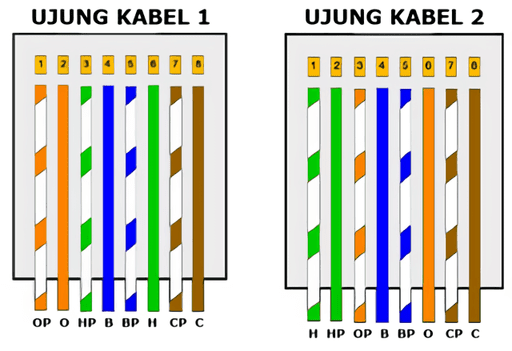 UJUNG KABEL 1
1 2 3 4 5 6 7 8
OP O HP B BP H CP C
UJUNG KABEL 2
1 2 3 4 5 6 7 8
H HP OP B BP O CP C